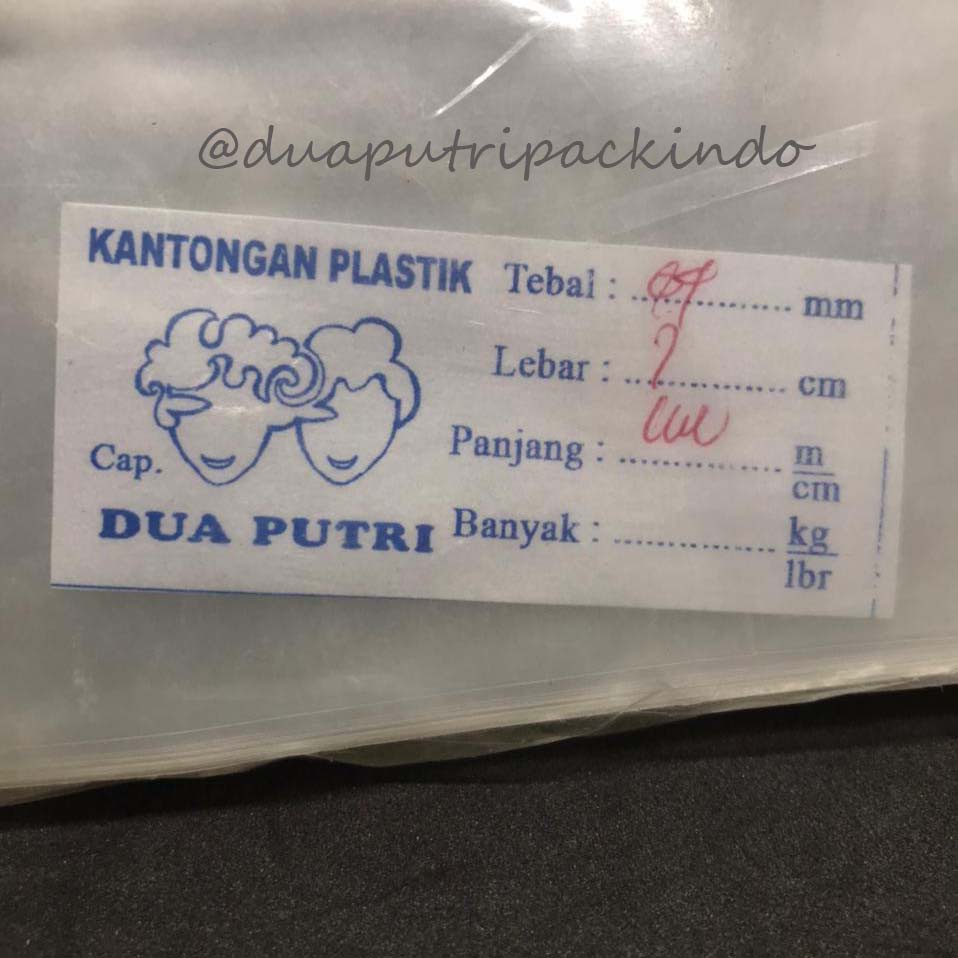 @duaputripackindo
KANTONGAN PLASTIK
Cap.
DUA PUTRI
Tebal : ................ mm
Lebar : ................ cm
Panjang : ................ m
cm
Banyak : ................ kg
lbr